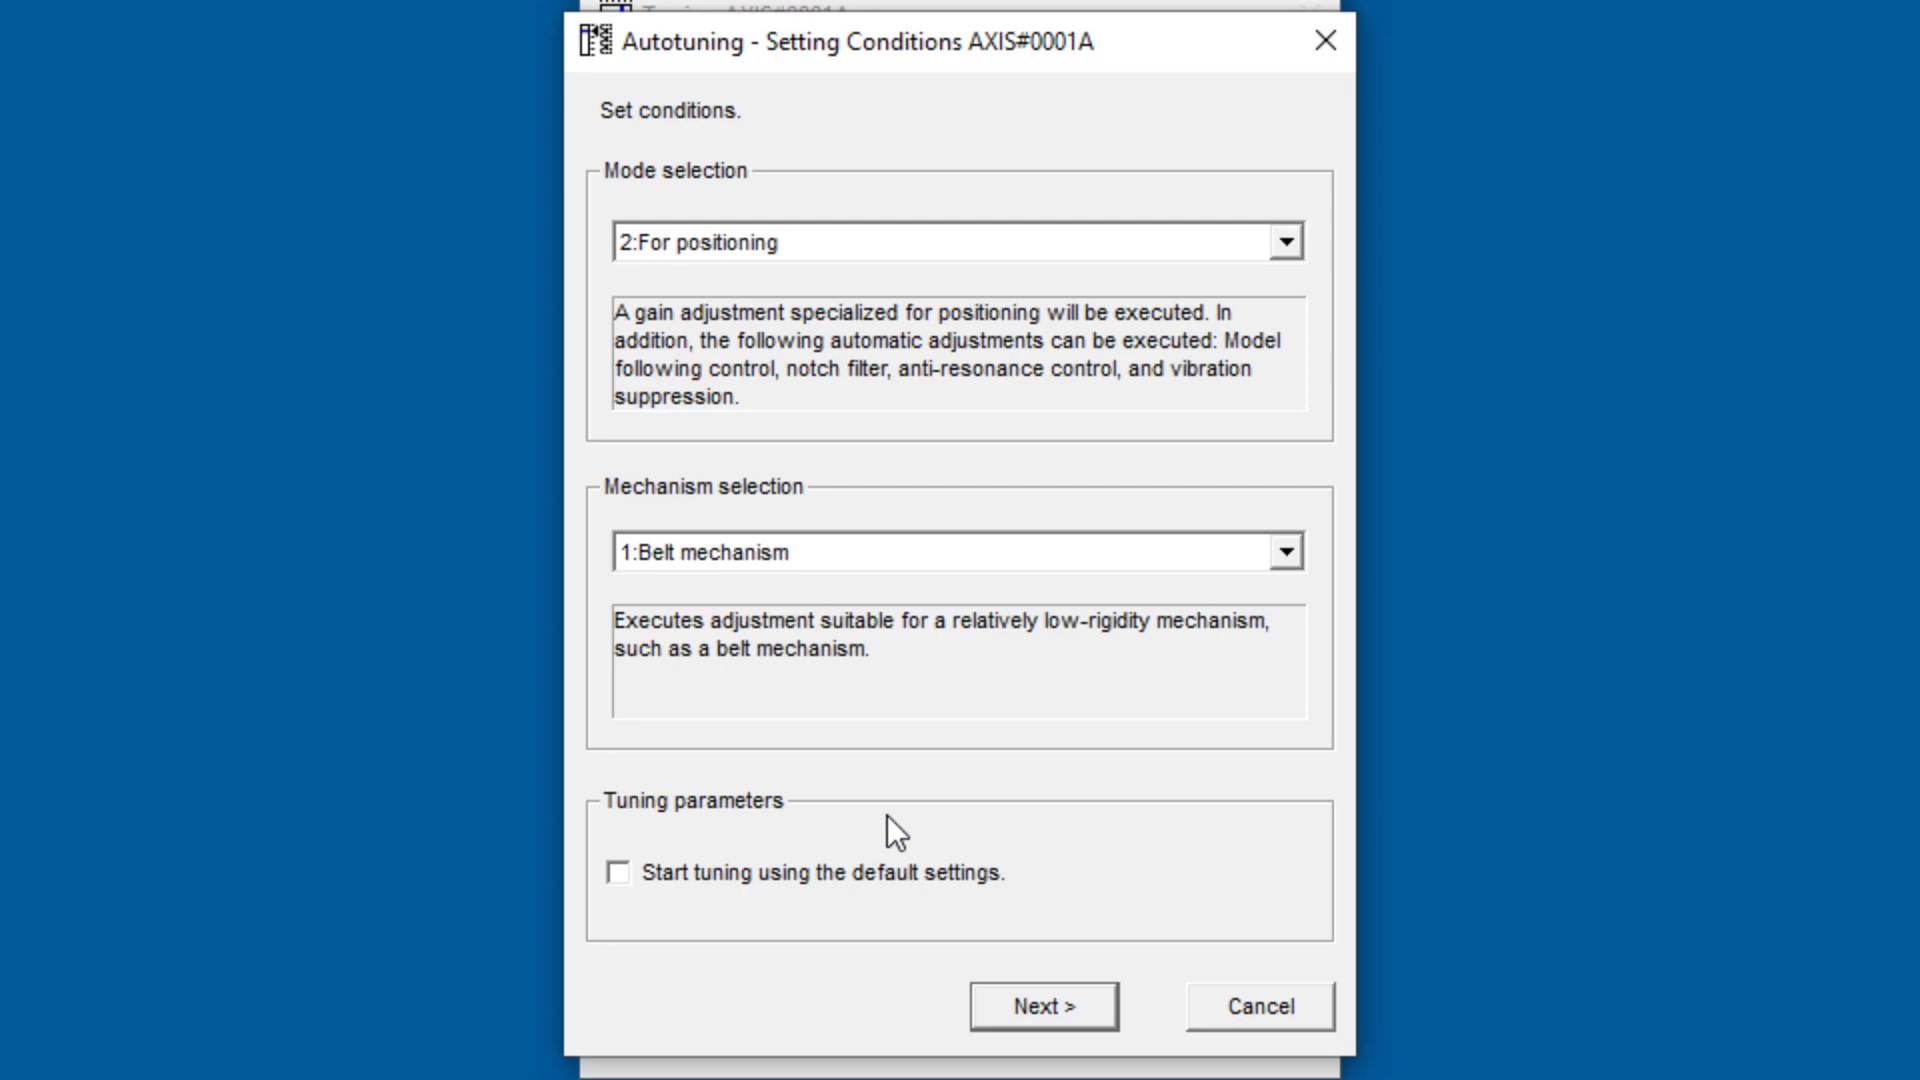 Autotuning - Setting Conditions AXIS#0001A
Set conditions.
Mode selection
2:For positioning
A gain adjustment specialized for positioning will be executed. In
addition, the following automatic adjustments can be executed: Model
following control, notch filter, anti-resonance control, and vibration
suppression.
Mechanism selection
1:Belt mechanism
Executes adjustment suitable for a relatively low-rigidity mechanism,
such as a belt mechanism.
Tuning parameters
Start tuning using the default settings.
Next >
Cancel